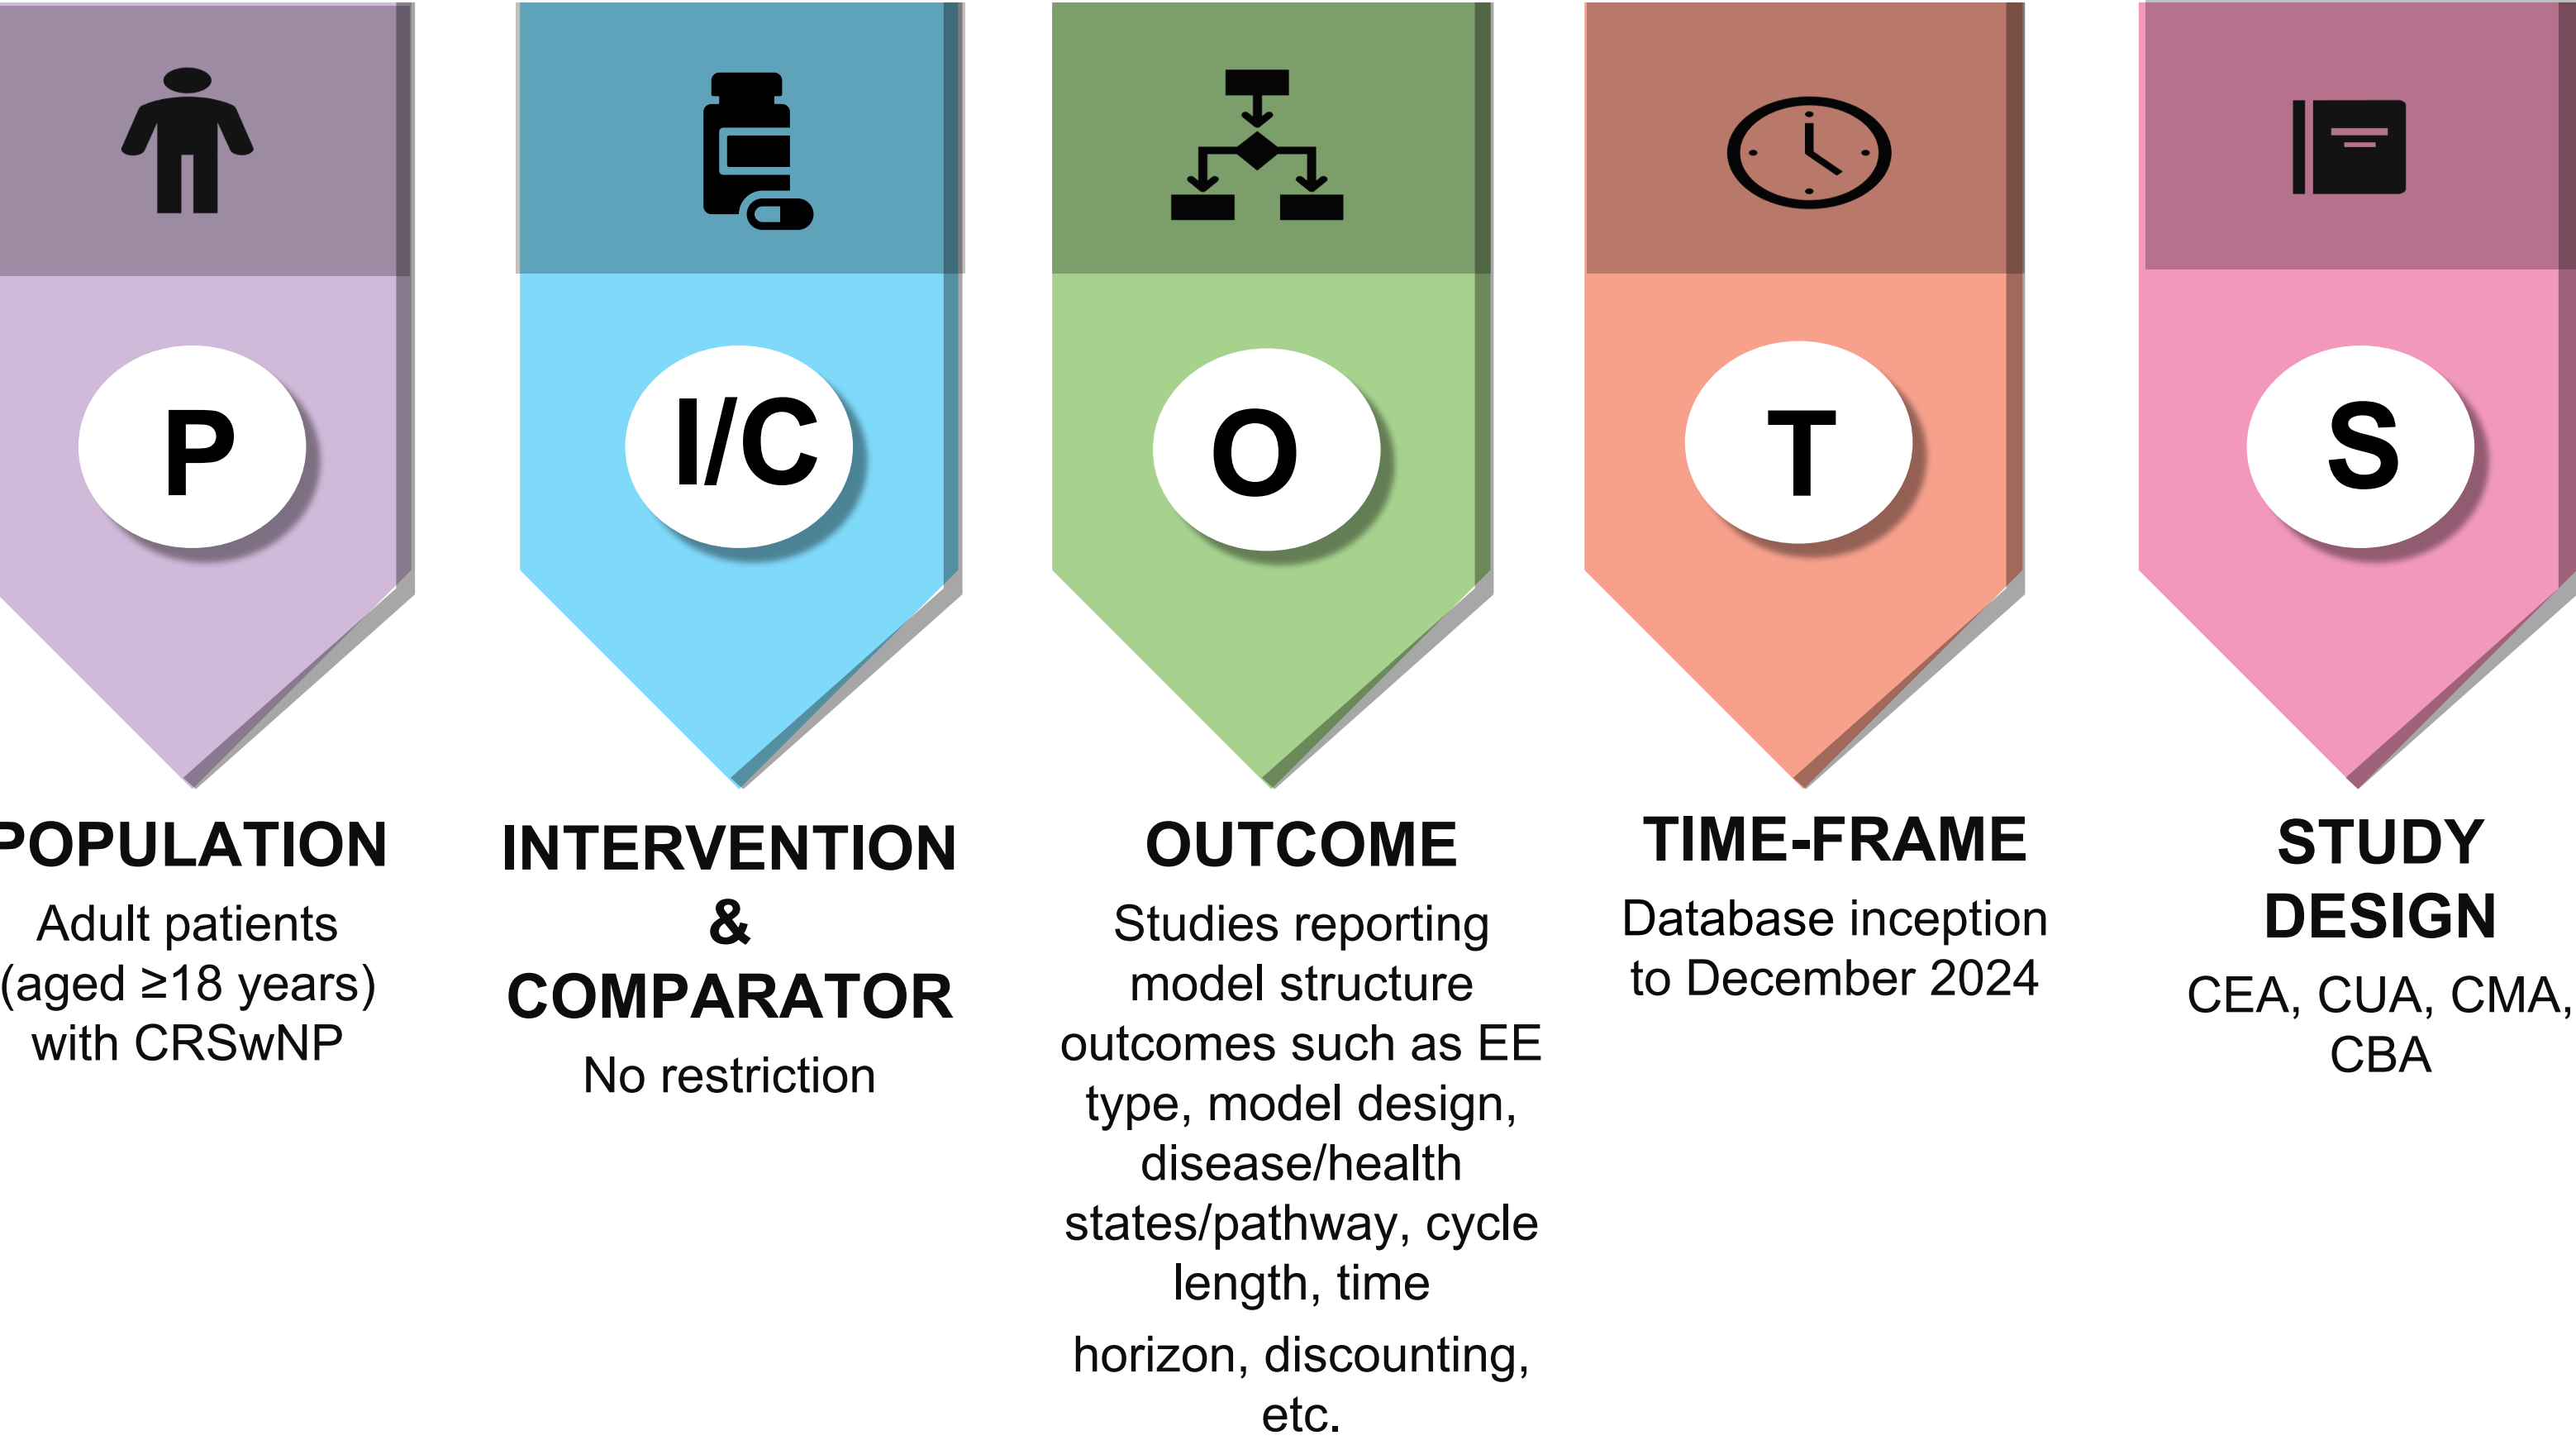 P
POPULATION
Adult patients
(aged ≥18 years)
with CRSwNP
I/C
INTERVENTION
&
COMPARATOR
No restriction
O
OUTCOME
Studies reporting
model structure
outcomes such as EE
type, model design,
disease/health
states/pathway, cycle
length, time
horizon, discounting,
etc.
T
TIME-FRAME
Database inception
to December 2024
S
STUDY
DESIGN
CEA, CUA, CMA,
CBA